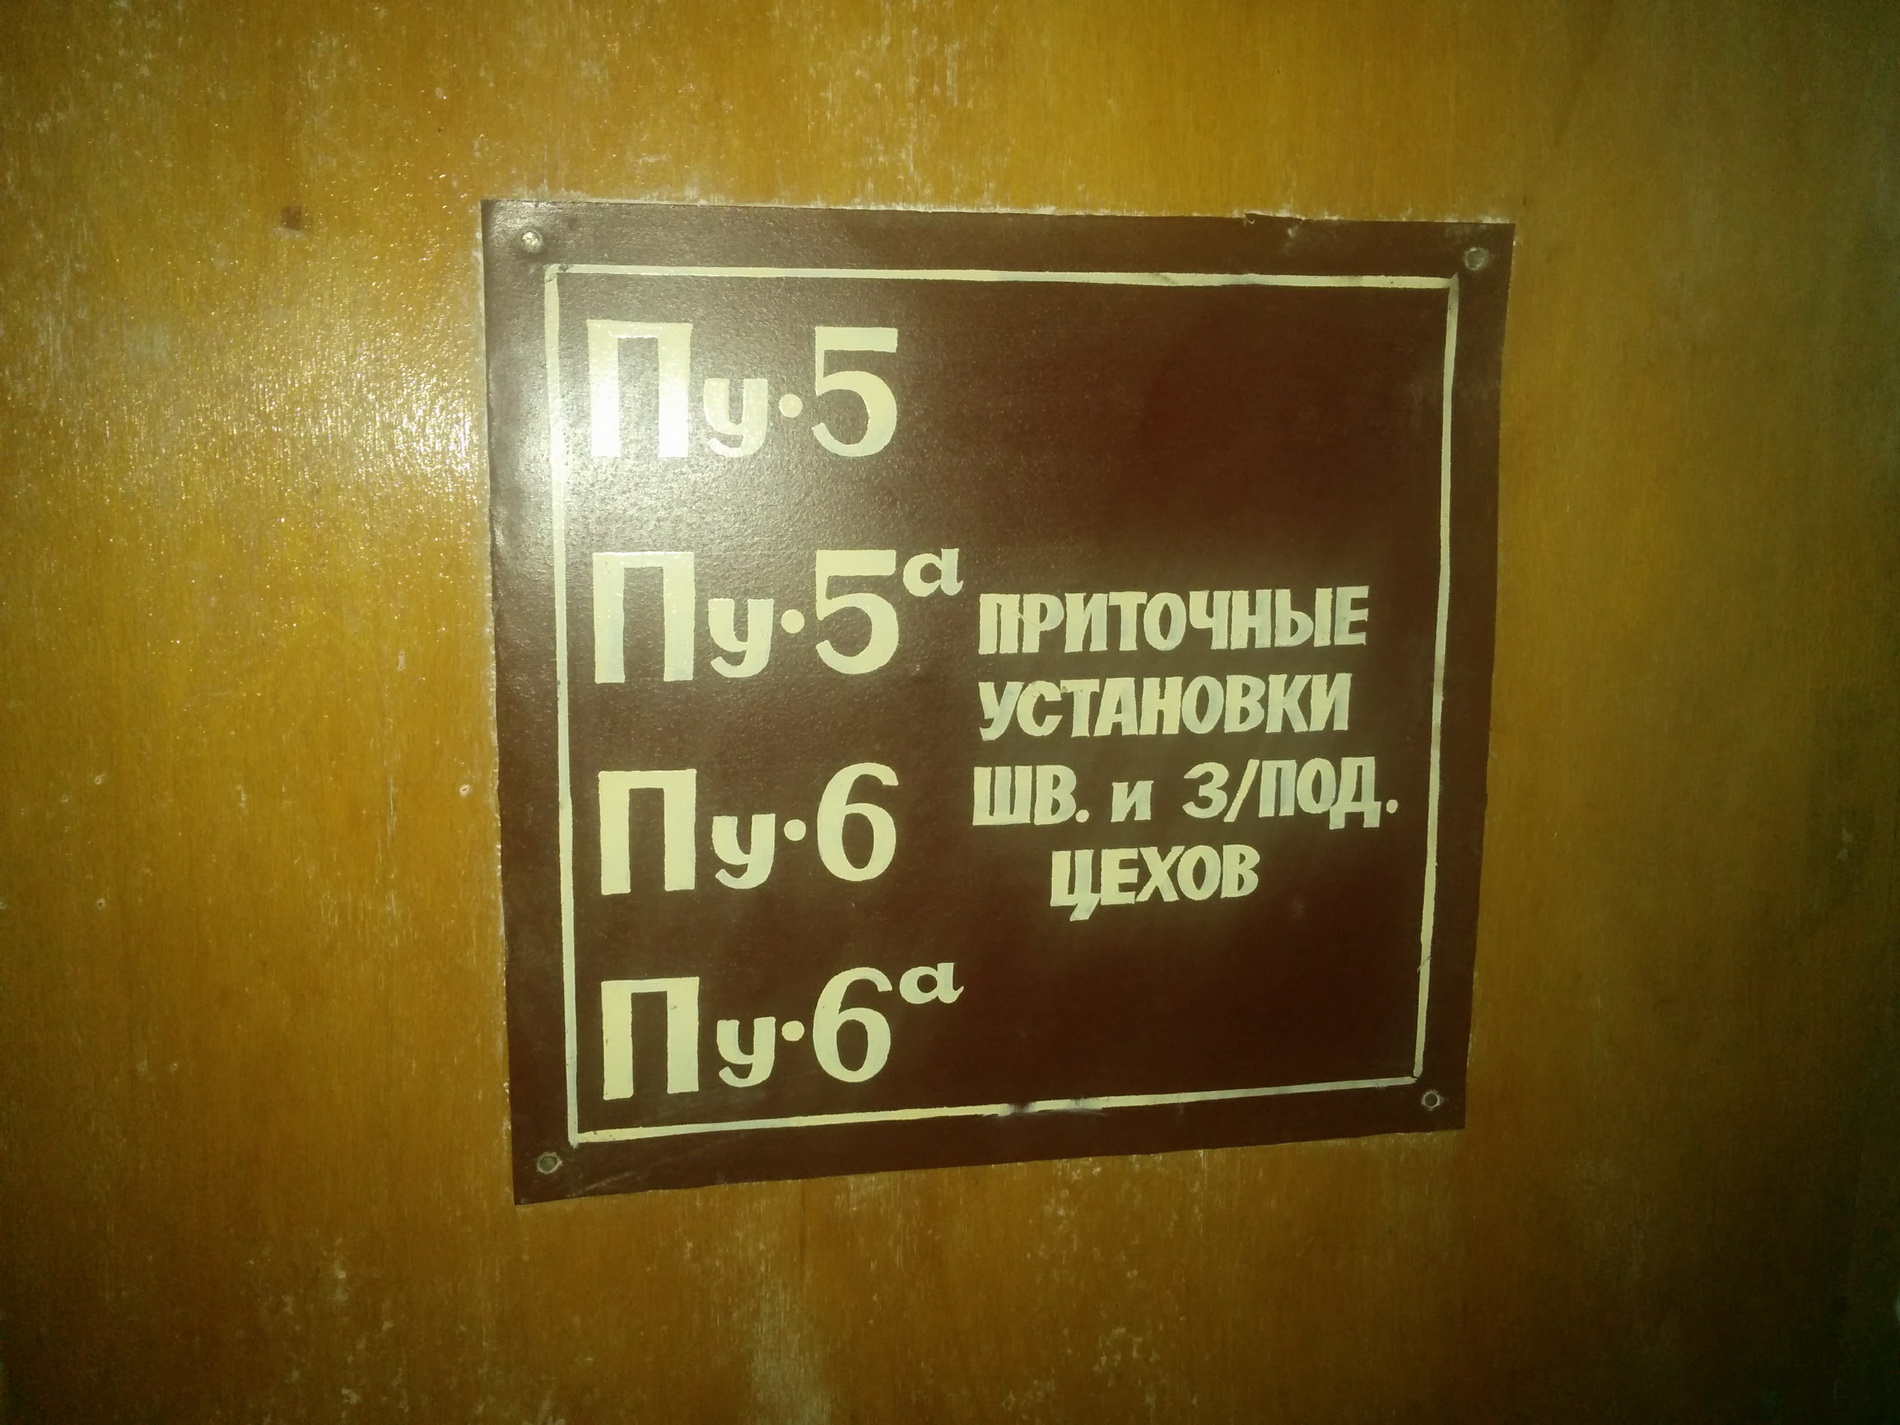 Пу·5
Пу·5а
ПРИТОЧНЫЕ
УСТАНОВКИ
ШВ. и З/ПОД.
ЦЕХОВ
Пу·6
Пу·6а